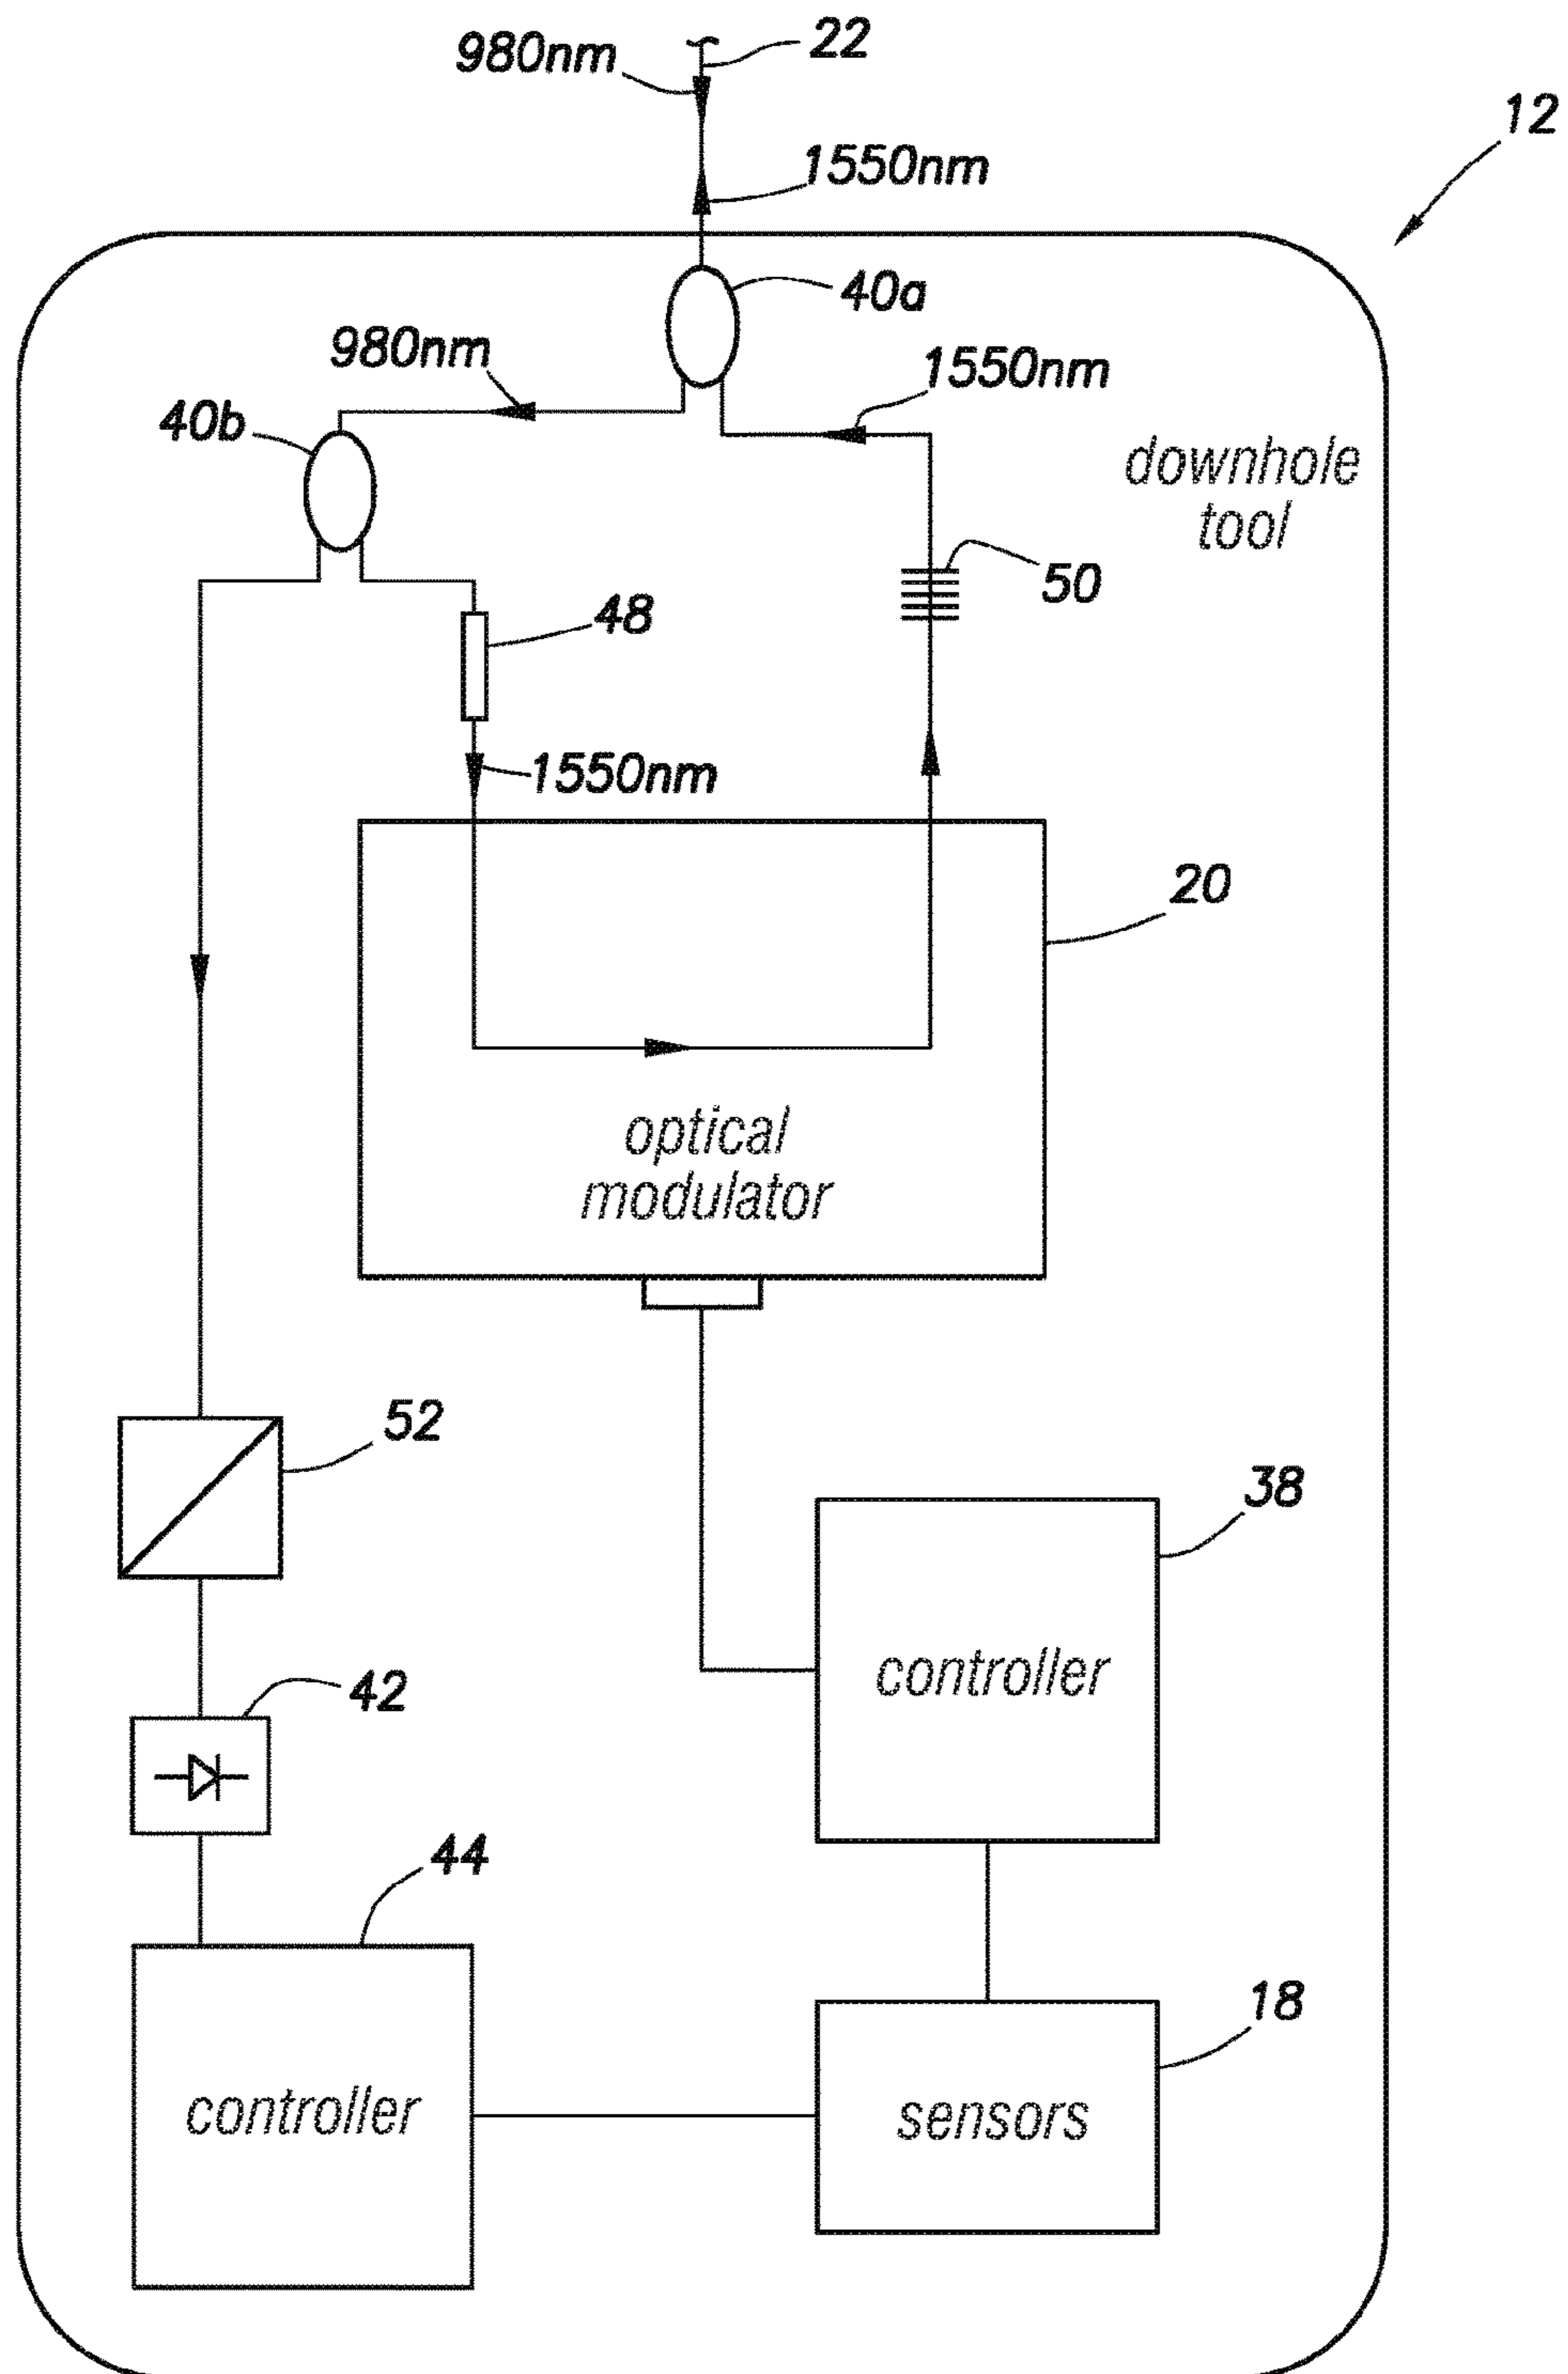 980nm
22
12
1550nm
40a
980nm
1550nm
40b
downhole
tool
50
48
1550nm
20
optical
modulator
52
38
controller
42
44
18
controller
sensors